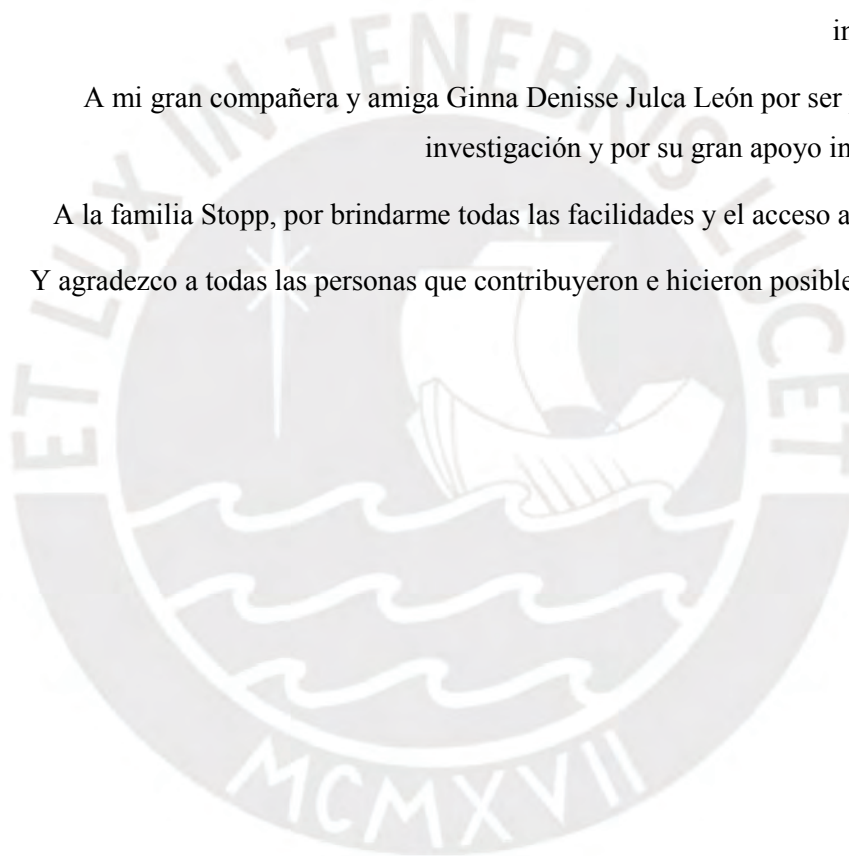 A mi gran compañera y amiga Ginna Denisse Julca León por ser
investigación y por su gran apoyo
A la familia Stopp, por brindarme todas las facilidades y el acceso
Y agradezco a todas las personas que contribuyeron e hicieron posible
ET LUX IN TENEBRIS LUCET
MCMXVII